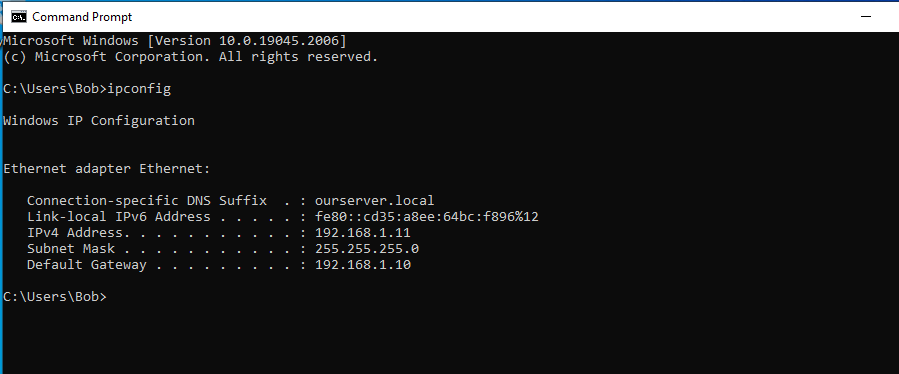 Command Prompt
Microsoft Windows [Version 10.0.19045.2006]
(c) Microsoft Corporation. All rights reserved.
C:\Users\Bob>ipconfig
Windows IP Configuration
Ethernet adapter Ethernet:
Connection-specific DNS Suffix  . : ourserver.local
Link-local IPv6 Address . . . . . : fe80::cd35:a8ee:64bc:f896%12
IPv4 Address. . . . . . . . . . . : 192.168.1.11
Subnet Mask . . . . . . . . . . . : 255.255.255.0
Default Gateway . . . . . . . . . : 192.168.1.10
C:\Users\Bob>